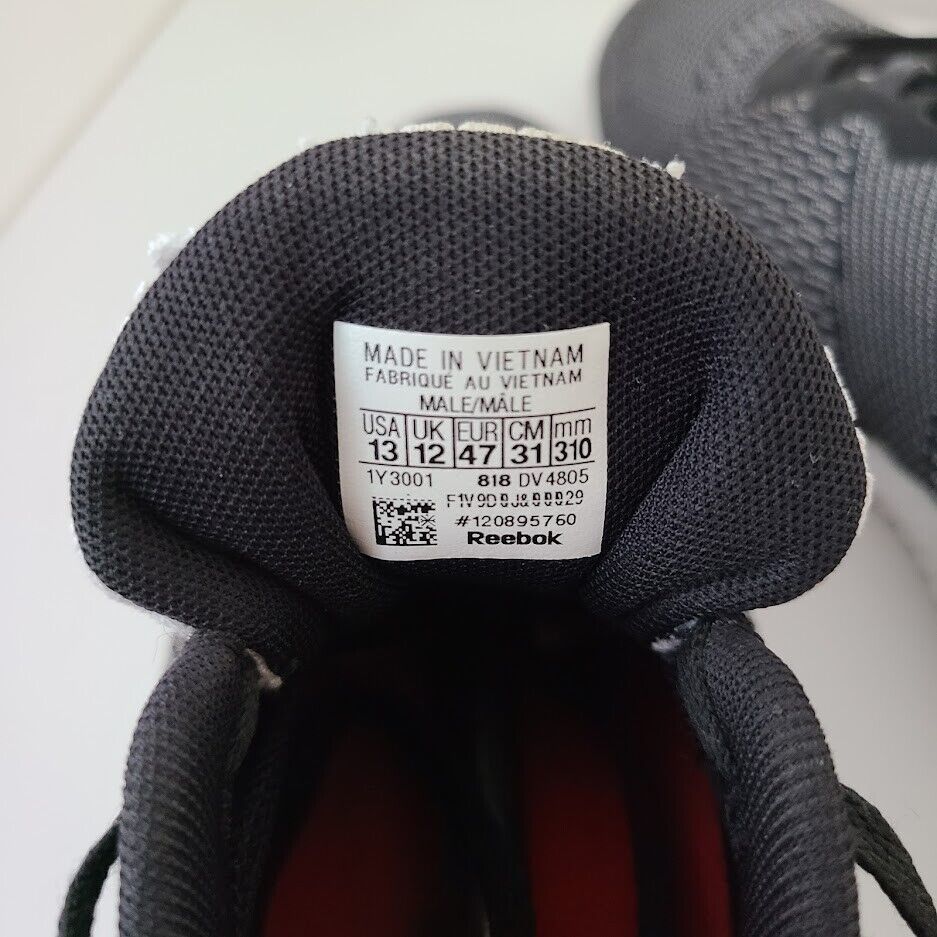 MADE IN VIETNAM
FABRIQUÉ AU VIETNAM
MALE/MÂLE
USA UK EUR CM mm
13 12 47 31 310
1Y3001 818 DV4805
#120895760
Reebok